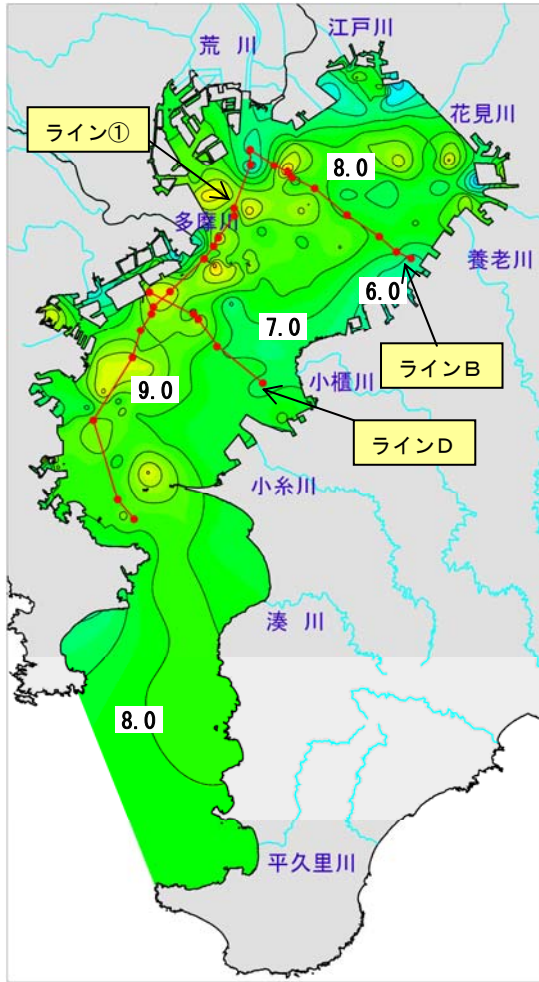 江戸川
荒 川
花見川
ライン①
8.0
多摩川
養老川
6.0
7.0
ラインB
小櫃川
9.0
ラインD
小糸川
湊 川
8.0
平久里川